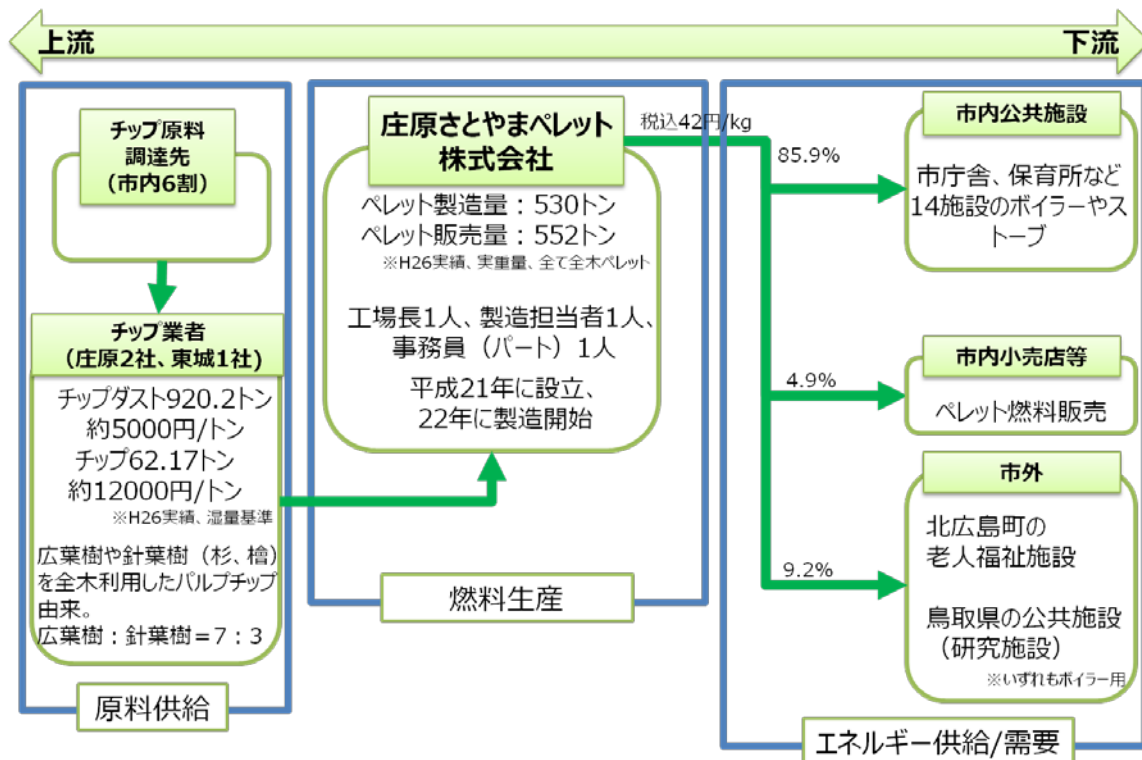 上流
下流
チップ原料
調達先
(市内6割)
チップ業者
(庄原2社、東城1社)
チップダスト920.2トン
約5000円/トン
チップ62.17トン
約12000円/トン
※H26実績、湿量基準
広葉樹や針葉樹(杉、檜)
を全木利用したパルプチップ
由来。
広葉樹:針葉樹=7:3
原料供給
庄原さとやまペレット
株式会社
ペレット製造量:530トン
ペレット販売量:552トン
※H26実績、実重量、全て全木ペレット
工場長1人、製造担当者1人、
事務員(パート)1人
平成21年に設立、
22年に製造開始
燃料生産
税込42円/kg
85.9%
4.9%
9.2%
市内公共施設
市庁舎、保育所など
14施設のボイラーやス
トーブ
市内小売店等
ペレット燃料販売
市外
北広島町の
老人福祉施設
鳥取県の公共施設
(研究施設)
※いずれもボイラー用
エネルギー供給/需要